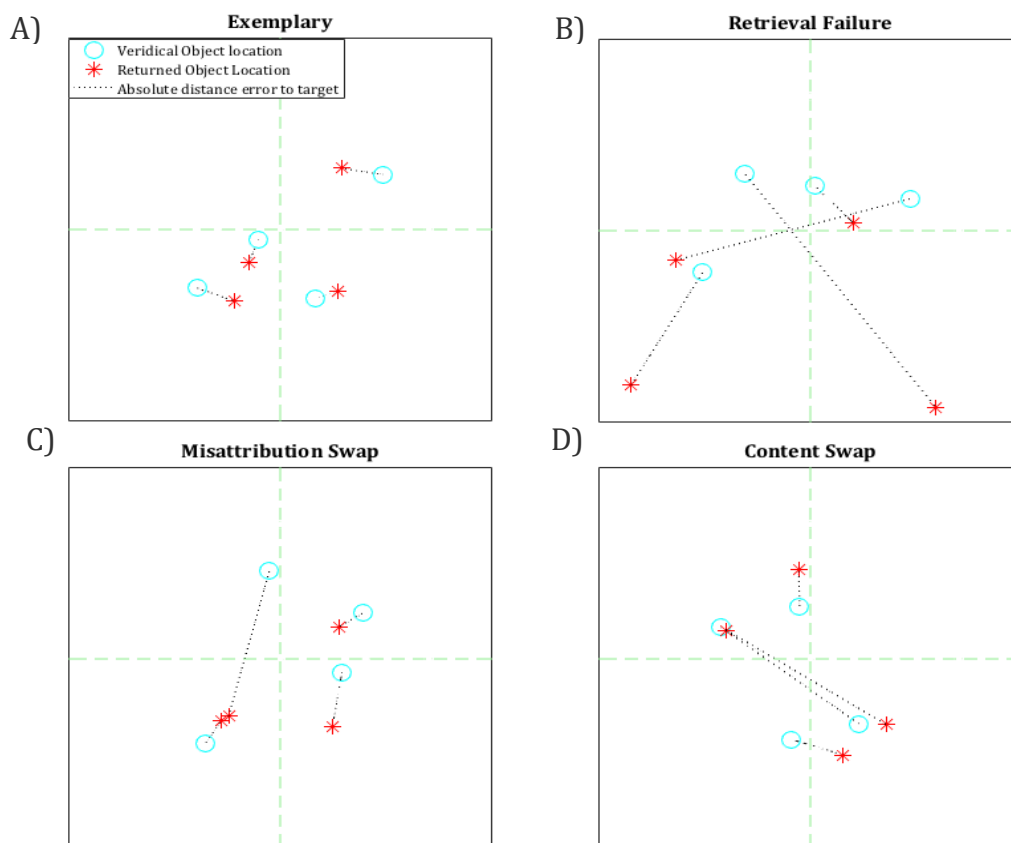 A)
Exemplary
Veridical Object location
Returned Object Location
Absolute distance error to target
B)
Retrieval Failure
C)
Misattribution Swap
D)
Content Swap